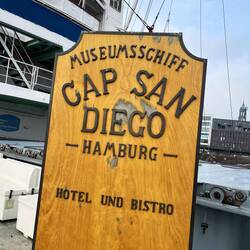 MUSEUMSSCHIFF
CAP SAN
DIEGO
-HAMBURG-
HOTEL UND BISTRO